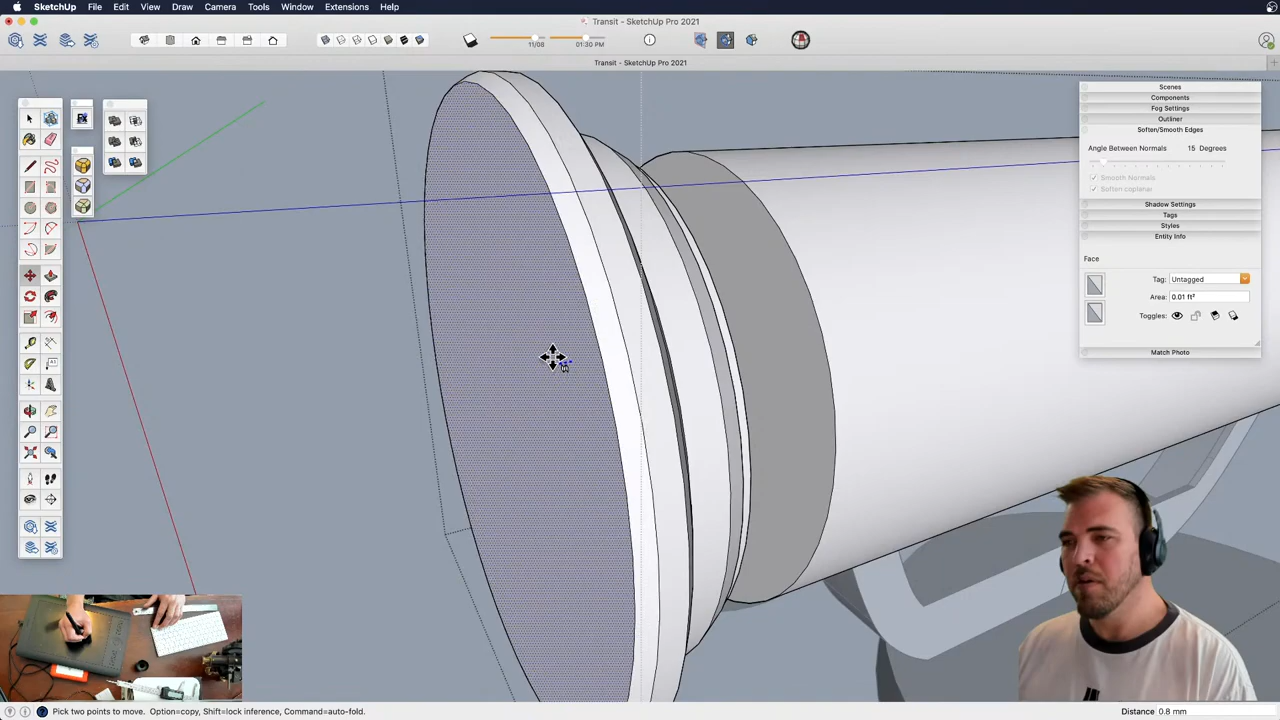 SketchUp File Edit View Draw Camera Tools Window Extensions Help
Transit - SketchUp Pro 2021
11/08 01:30 PM
Transit - SketchUp Pro 2021
Scenes
Components
Fog Settings
Outliner
Soften/Smooth Edges
Angle Between Normals 15 Degrees
Smooth Normals
Soften coplanar
Shadow Settings
Tags
Styles
Entity Info
Face
Tag: Untagged
Area: 0.01 ft²
Toggles:
Match Photo
Pick two points to move. Option=copy, Shift=lock inference, Command=auto-fold.
Distance 0.8 mm